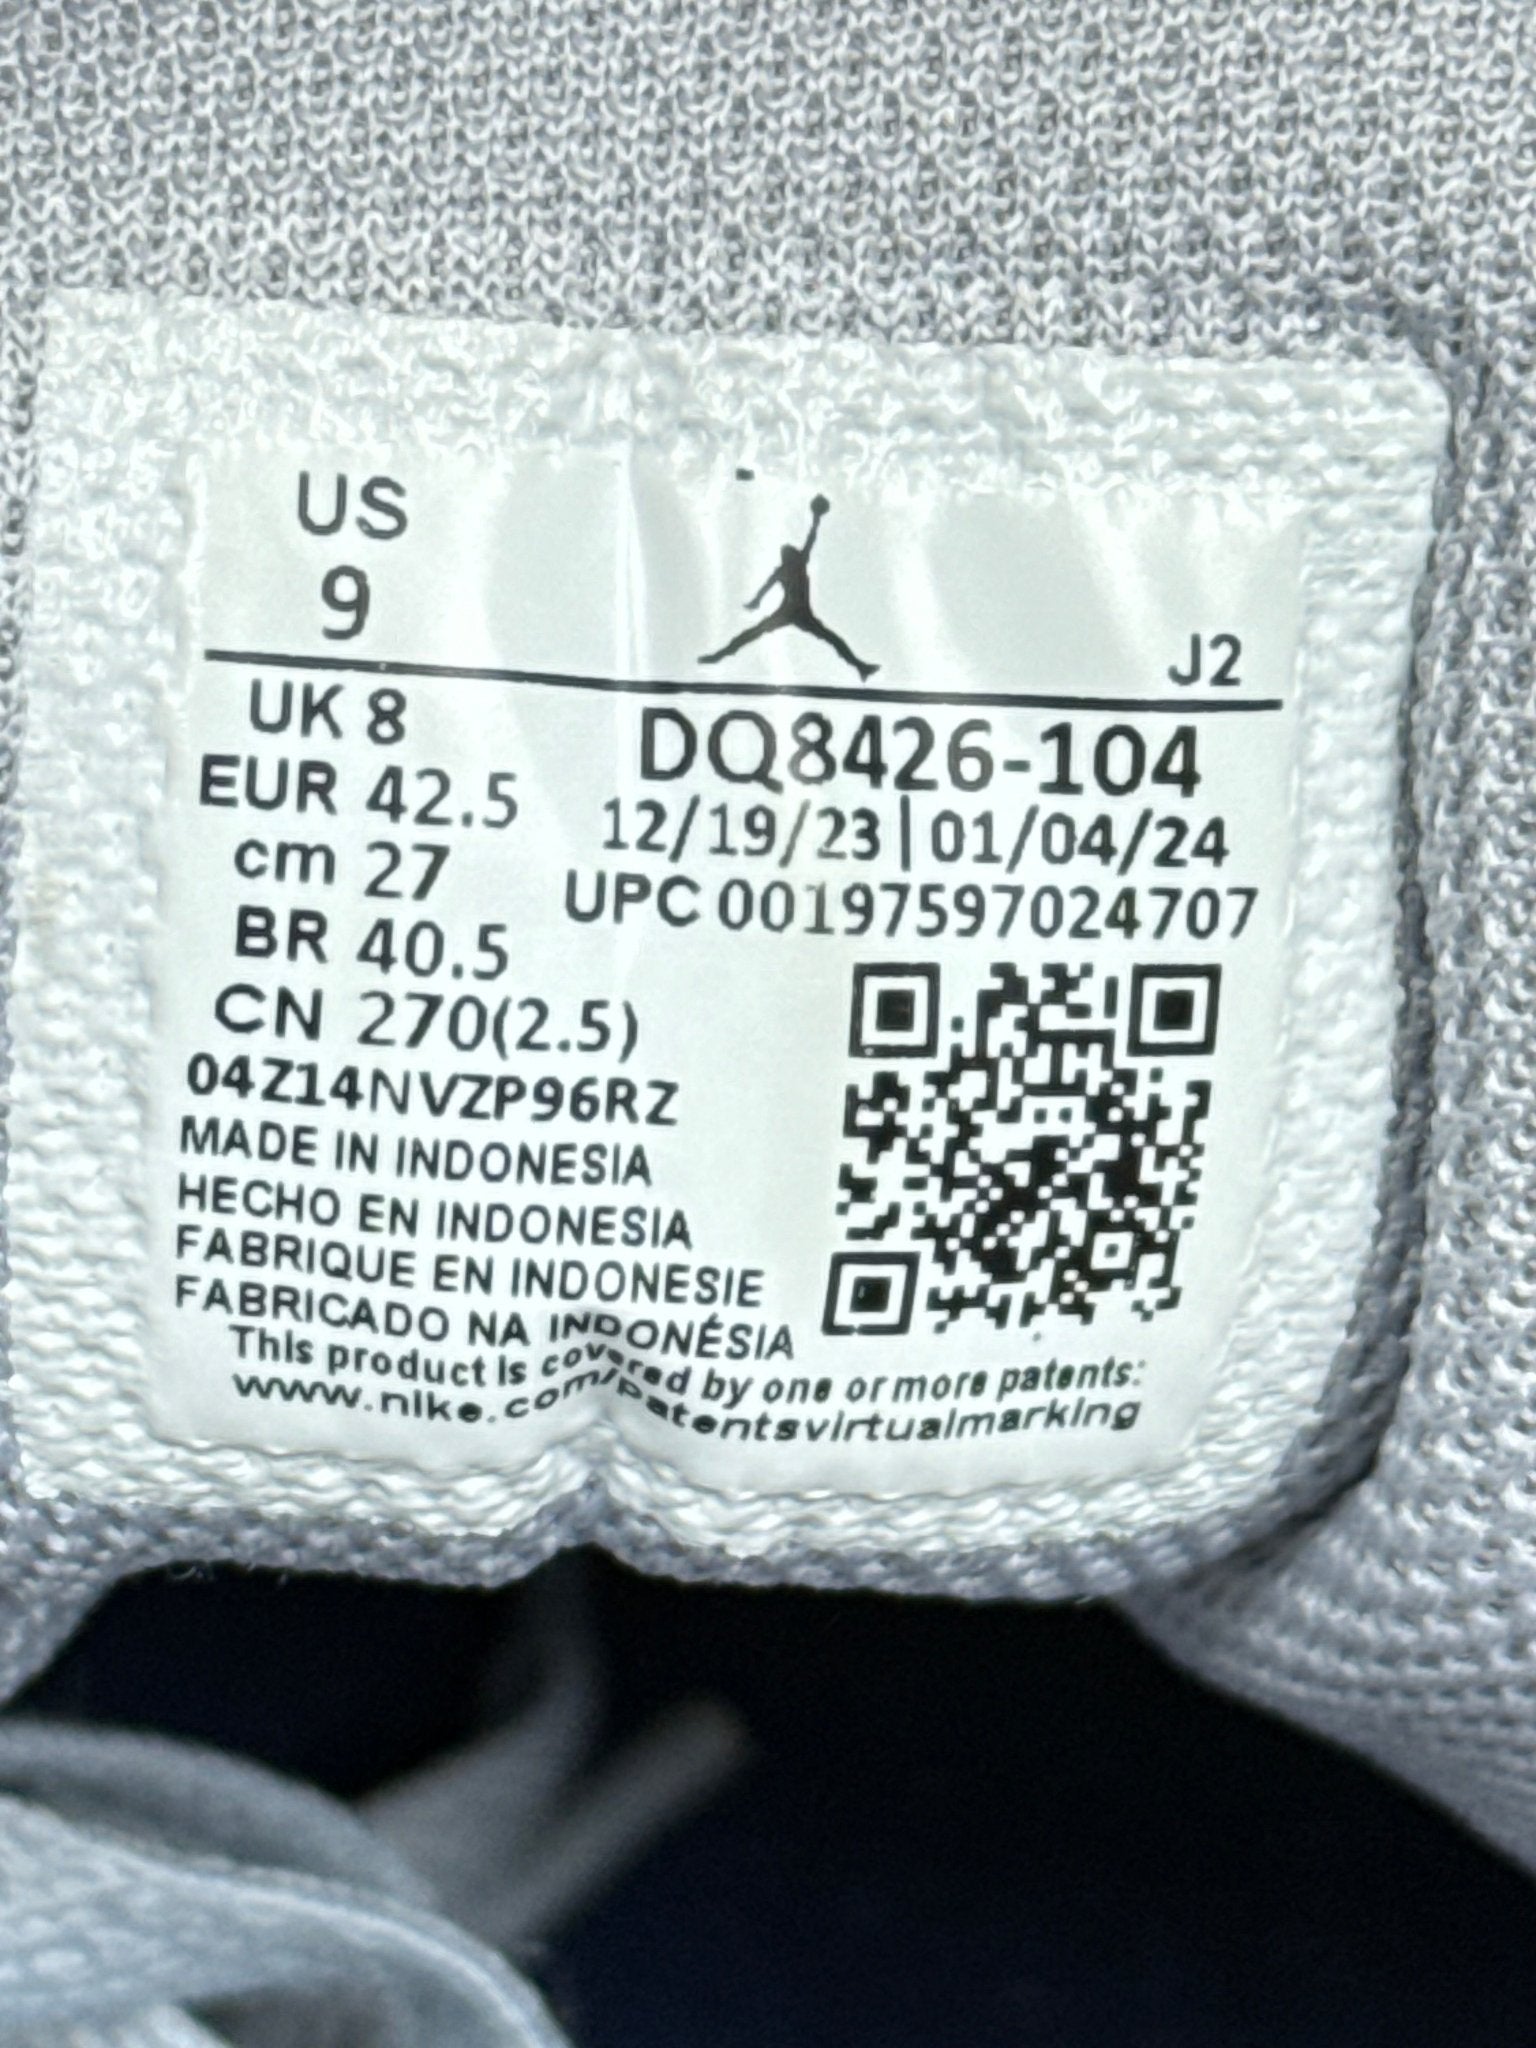 US
9
J2
UK 8
EUR 42.5
cm 27
BR 40.5
CN 270(2.5)
DQ8426-104
12/19/23|01/04/24
UPC 00197597024707
04Z14NVZP96RZ
MADE IN INDONESIA
HECHO EN INDONESIA
FABRIQUE EN INDONESIE
FABRICADO NA INDONÉSIA
This product is covered by one or more patents:
www.nike.com/patentsvirtualmarking